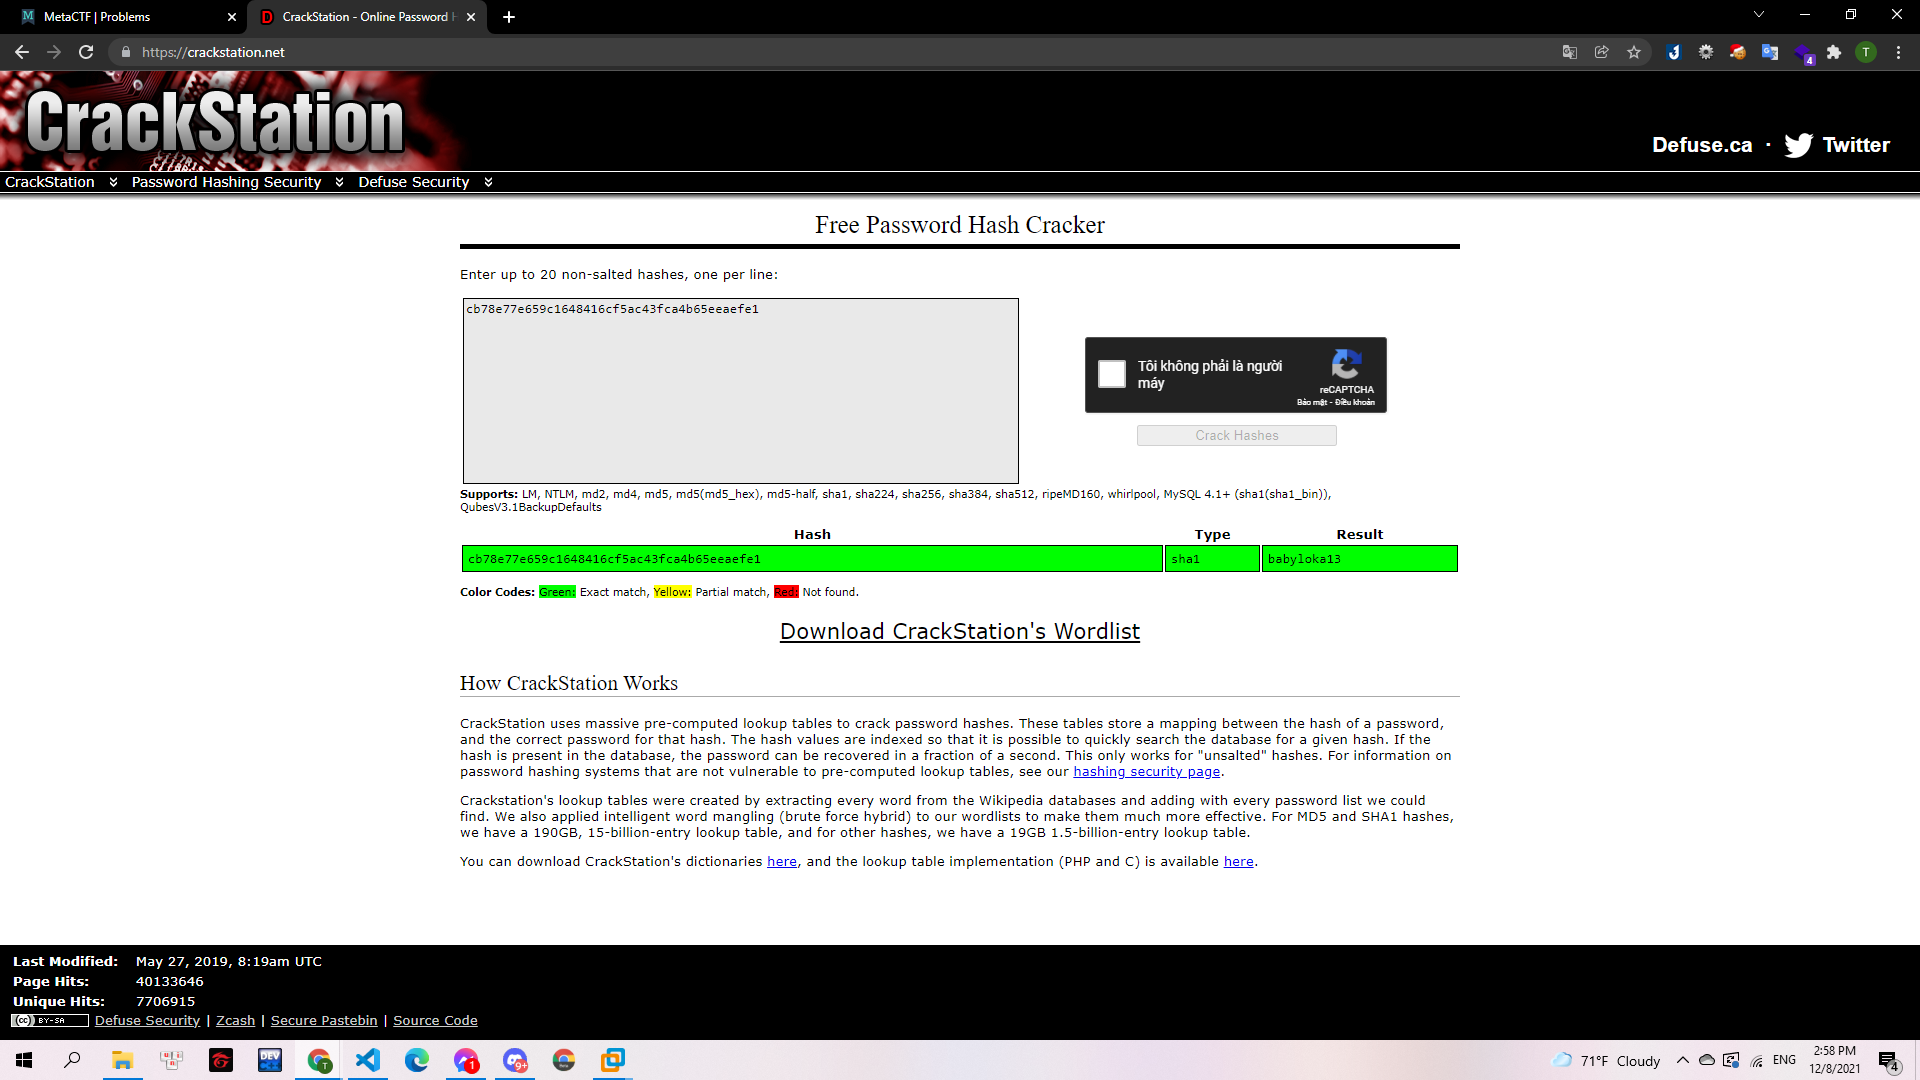 MetaCTF | Problems
CrackStation - Online Password H
https://crackstation.net
T
4
CrackStation
Defuse.ca · Twitter
CrackStation
Password Hashing Security
Defuse Security
Free Password Hash Cracker
Enter up to 20 non-salted hashes, one per line:
cb78e77e659c1648416cf5ac43fca4b65eeaefe1
Tôi không phải là người
máy
reCAPTCHA
Bảo mật - Điều khoản
Crack Hashes
Supports: LM, NTLM, md2, md4, md5, md5(md5_hex), md5-half, sha1, sha224, sha256, sha384, sha512, ripeMD160, whirlpool, MySQL 4.1+ (sha1(sha1_bin)),
QubesV3.1BackupDefaults
Hash Type Result
cb78e77e659c1648416cf5ac43fca4b65eeaefe1 sha1 babyloka13
Color Codes: Green: Exact match, Yellow: Partial match, Red: Not found.
Download CrackStation's Wordlist
How CrackStation Works
CrackStation uses massive pre-computed lookup tables to crack password hashes. These tables store a mapping between the hash of a password,
and the correct password for that hash. The hash values are indexed so that it is possible to quickly search the database for a given hash. If the
hash is present in the database, the password can be recovered in a fraction of a second. This only works for "unsalted" hashes. For information on
password hashing systems that are not vulnerable to pre-computed lookup tables, see our hashing security page.
Crackstation's lookup tables were created by extracting every word from the Wikipedia databases and adding with every password list we could
find. We also applied intelligent word mangling (brute force hybrid) to our wordlists to make them much more effective. For MD5 and SHA1 hashes,
we have a 190GB, 15-billion-entry lookup table, and for other hashes, we have a 19GB 1.5-billion-entry lookup table.
You can download CrackStation's dictionaries here, and the lookup table implementation (PHP and C) is available here.
Last Modified: May 27, 2019, 8:19am UTC
Page Hits: 40133646
Unique Hits: 7706915
cc BY-SA Defuse Security | Zcash | Secure Pastebin | Source Code
DEV
T
1
9+
71°F Cloudy
ENG
2:58 PM
12/8/2021
4